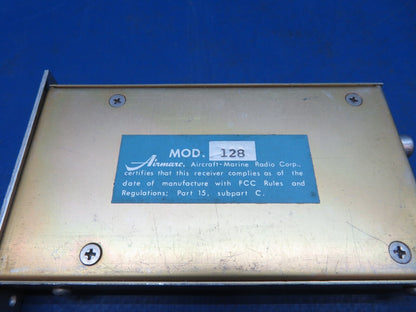 MOD. 128
Airmarc, Aircraft-Marine Radio Corp.,
certifies that this receiver complies as of the
date of manufacture with FCC Rules and
Regulations; Part 15, subpart C.